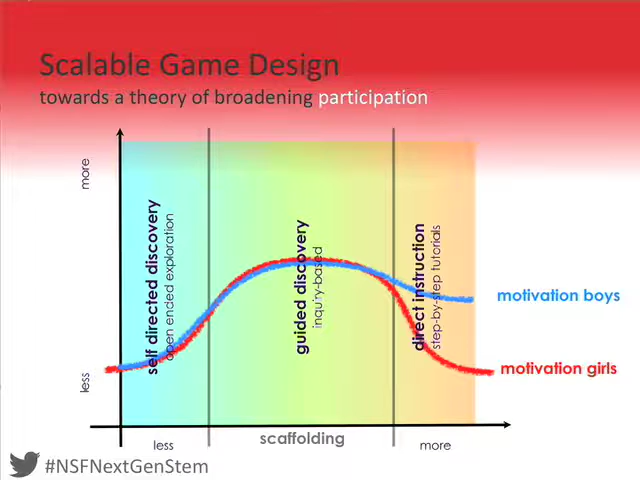 Scalable Game Design
towards a theory of broadening participation
more
less
self directed discovery
open ended exploration
guided discovery
inquiry-based
direct instruction
step-by-step tutorials
motivation boys
motivation girls
less
scaffolding
more
#NSFNextGenStem